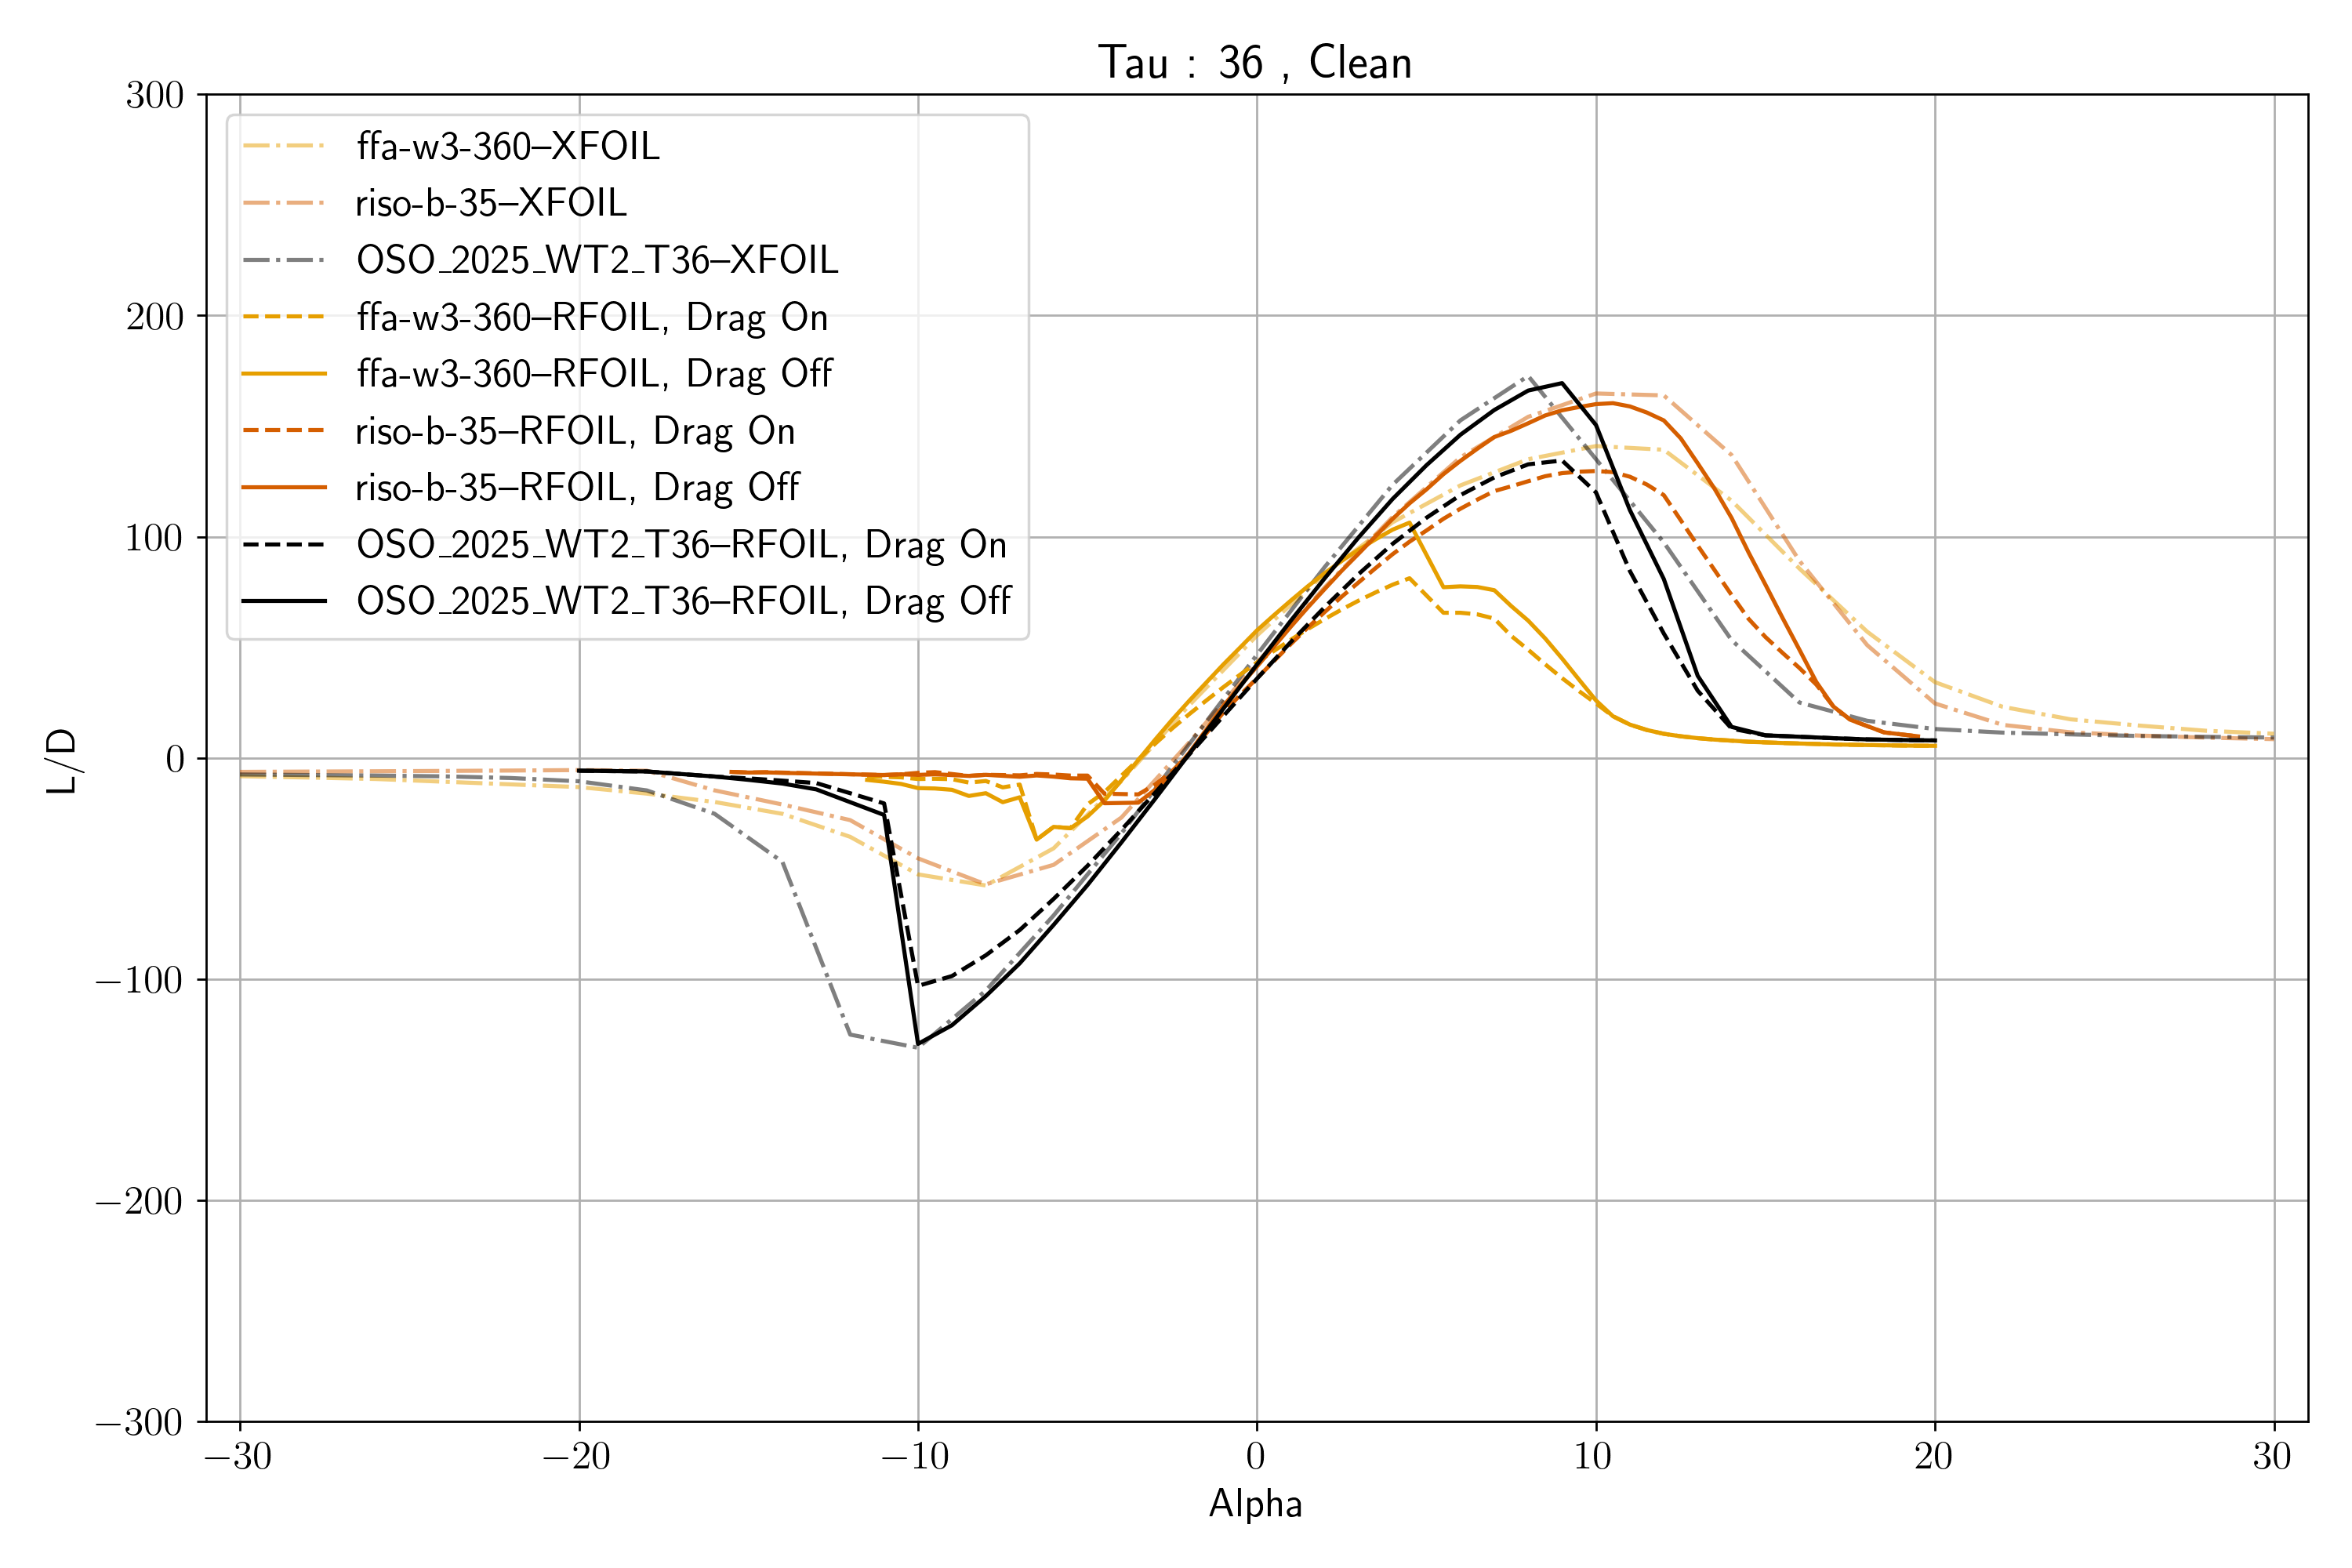 Tau : 36 , Clean
300
200
100
0
−100
−200
−300
L/D
ffa-w3-360–XFOIL
riso-b-35–XFOIL
OSO_2025_WT2_T36–XFOIL
ffa-w3-360–RFOIL, Drag On
ffa-w3-360–RFOIL, Drag Off
riso-b-35–RFOIL, Drag On
riso-b-35–RFOIL, Drag Off
OSO_2025_WT2_T36–RFOIL, Drag On
OSO_2025_WT2_T36–RFOIL, Drag Off
−30 −20 −10 0 10 20 30
Alpha